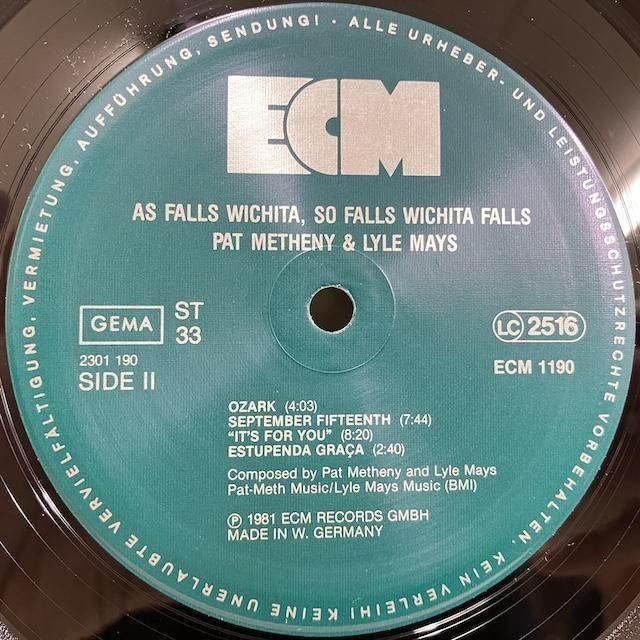 ALLE URHEBER- UND LEISTUNGSSCHUTZRECHTE VORBEHALTEN. KEIN VERLEIH! KEINE UNERLAUBTE VERVIELFÄLTIGUNG, VERMIETUNG, AUFFÜHRUNG, SENDUNG! •
ECM
AS FALLS WICHITA, SO FALLS WICHITA FALLS
PAT METHENY & LYLE MAYS
GEMA
ST
33
2301 190
SIDE II
LC 2516
ECM 1190
OZARK (4:03)
SEPTEMBER FIFTEENTH (7:44)
“IT'S FOR YOU” (8:20)
ESTUPENDA GRAÇA (2:40)
Composed by Pat Metheny and Lyle Mays
Pat-Meth Music/Lyle Mays Music (BMI)
℗ 1981 ECM RECORDS GMBH
MADE IN W. GERMANY